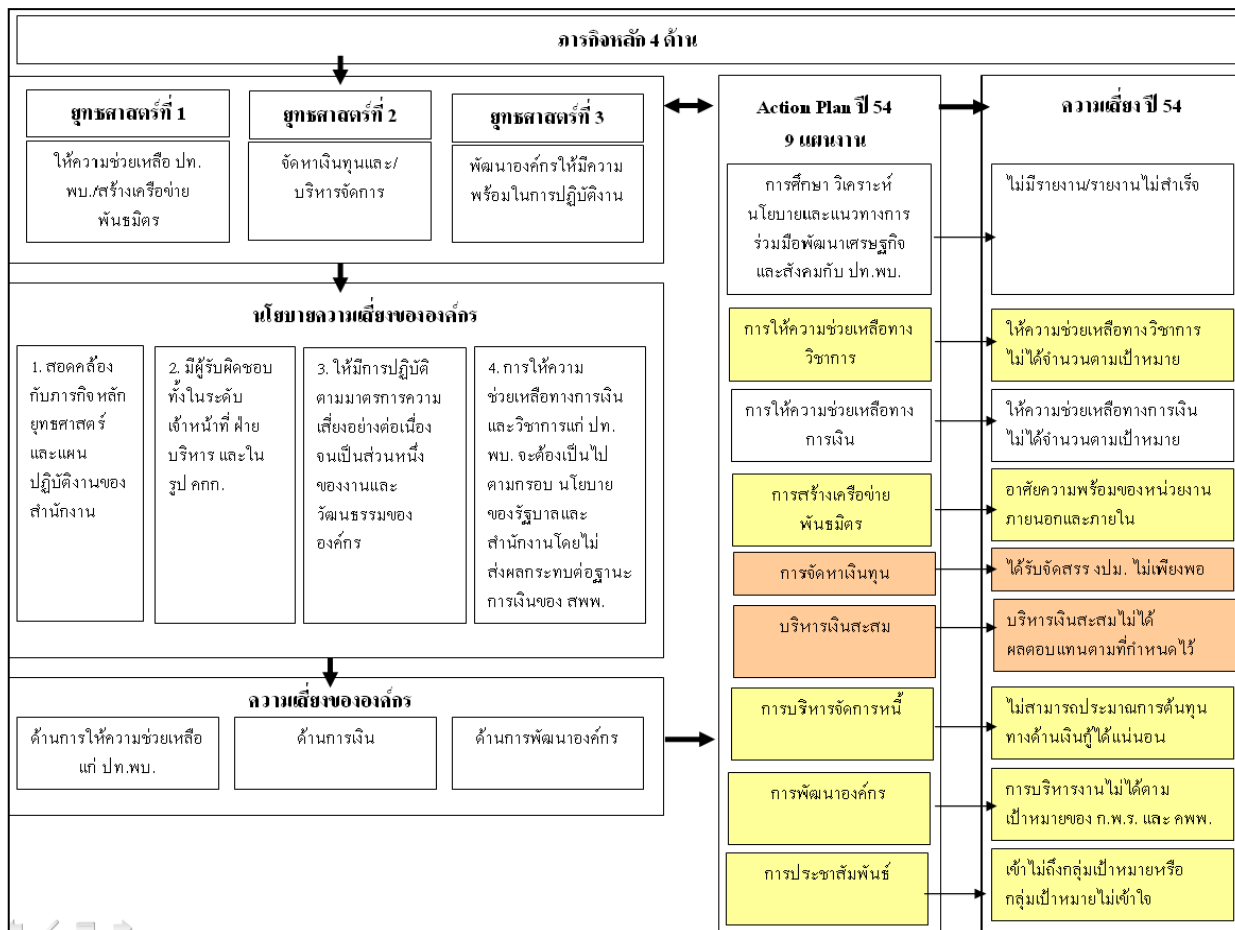 ภารกิจหลัก 4 ด้าน
ยุทธศาสตร์ที่ 1
ให้ความช่วยเหลือ ปท.
พบ./สร้างเครือข่าย
พันธมิตร
ยุทธศาสตร์ที่ 2
จัดหาเงินทุนและ/
บริหารจัดการ
ยุทธศาสตร์ที่ 3
พัฒนาองค์กรให้มีความ
พร้อมในการปฏิบัติงาน
นโยบายความเสี่ยงขององค์กร
1. สอดคล้อง
กับภารกิจหลัก
ยุทธศาสตร์
และแผน
ปฏิบัติงานของ
สำนักงาน
2. มีผู้รับผิดชอบ
ทั้งในระดับ
เจ้าหน้าที่ ฝ่าย
บริหาร และใน
รูป คกก.
3. ให้มีการปฏิบัติ
ตามมาตรการความ
เสี่ยงอย่างต่อเนื่อง
จนเป็นส่วนหนึ่ง
ของงานและ
วัฒนธรรมของ
องค์กร
4. การให้ความ
ช่วยเหลือทางการเงิน
และวิชาการแก่ ปท.
พบ. จะต้องเป็นไป
ตามกรอบ นโยบาย
ของรัฐบาลและ
สำนักงานโดยไม่
ส่งผลกระทบต่อฐานะ
การเงินของ สพพ.
ความเสี่ยงขององค์กร
ด้านการให้ความช่วยเหลือ
แก่ ปท.พบ.
ด้านการเงิน
ด้านการพัฒนาองค์กร
Action Plan ปี 54
9 แผนงาน
การศึกษา วิเคราะห์
นโยบายและแนวทางการ
ร่วมมือพัฒนาเศรษฐกิจ
และสังคมกับ ปท.พบ.
การให้ความช่วยเหลือทาง
วิชาการ
การให้ความช่วยเหลือทาง
การเงิน
การสร้างเครือข่าย
พันธมิตร
การจัดหาเงินทุน
บริหารเงินสะสม
การบริหารจัดการหนี้
การพัฒนาองค์กร
การประชาสัมพันธ์
ความเสี่ยง ปี 54
ไม่มีรายงาน/รายงานไม่สำเร็จ
ให้ความช่วยเหลือทางวิชาการ
ไม่ได้จำนวนตามเป้าหมาย
ให้ความช่วยเหลือทางการเงิน
ไม่ได้จำนวนตามเป้าหมาย
อาศัยความพร้อมของหน่วยงาน
ภายนอกและภายใน
ได้รับจัดสรร งปม. ไม่เพียงพอ
บริหารเงินสะสมไม่ได้
ผลตอบแทนตามที่กำหนดไว้
ไม่สามารถประมาณการต้นทุน
ทางด้านเงินกู้ได้แน่นอน
การบริหารงานไม่ได้ตาม
เป้าหมายของ ก.พ.ร. และ คพพ.
เข้าไม่ถึงกลุ่มเป้าหมายหรือ
กลุ่มเป้าหมายไม่เข้าใจ